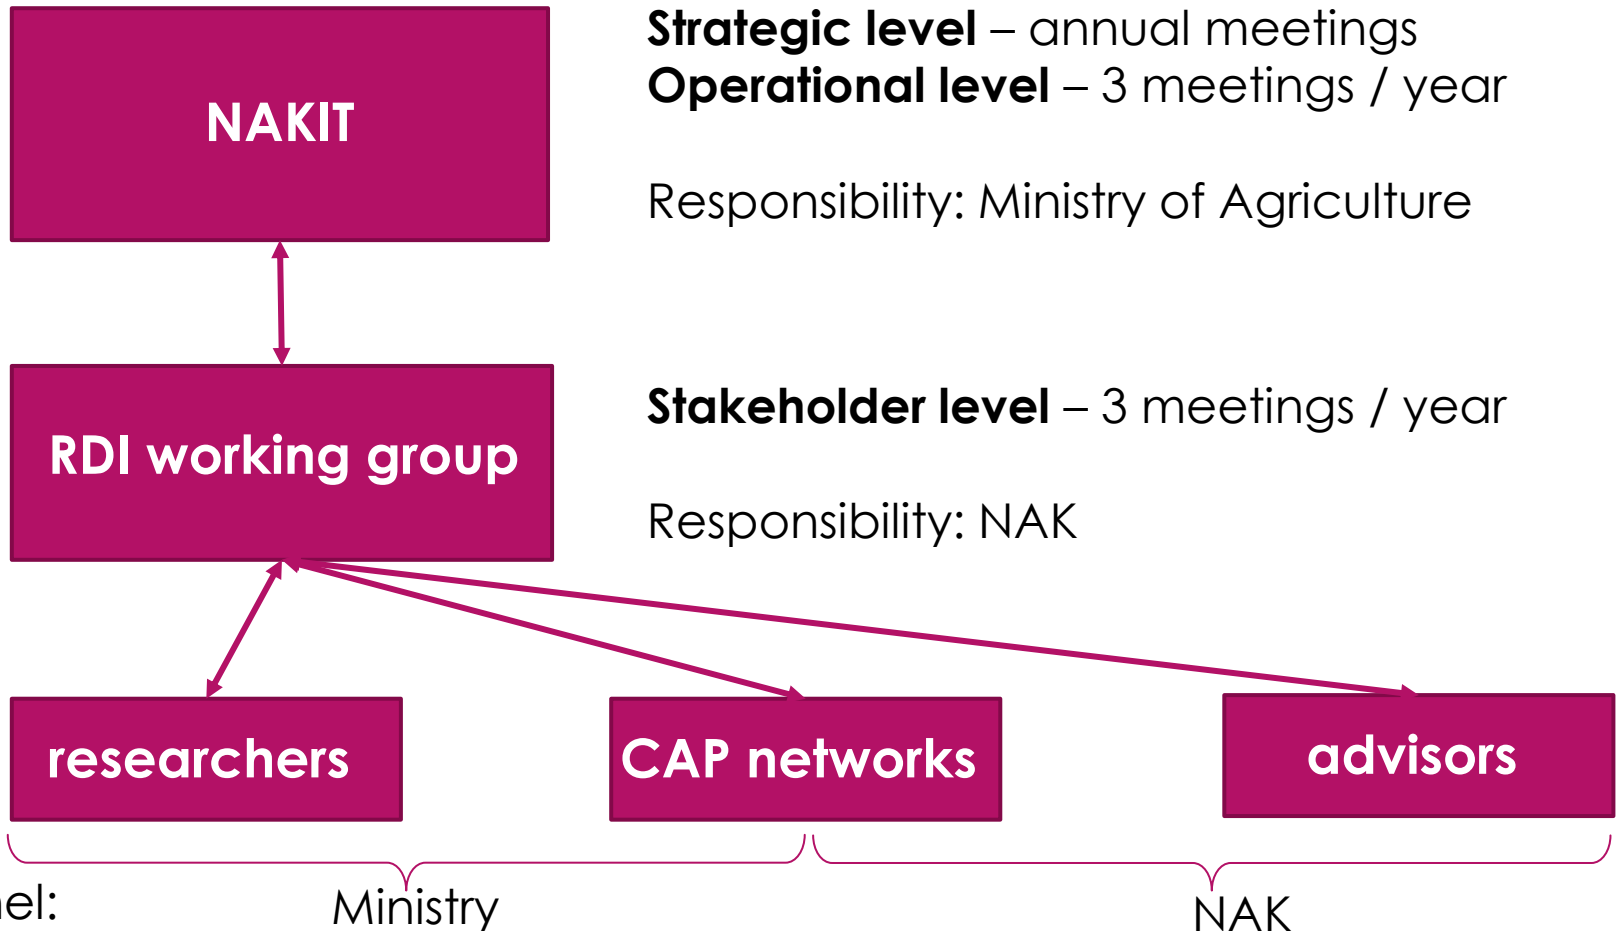 NAKIT
Strategic level – annual meetings
Operational level – 3 meetings / year
Responsibility: Ministry of Agriculture
RDI working group
Stakeholder level – 3 meetings / year
Responsibility: NAK
researchers
CAP networks
advisors
Ministry
NAK